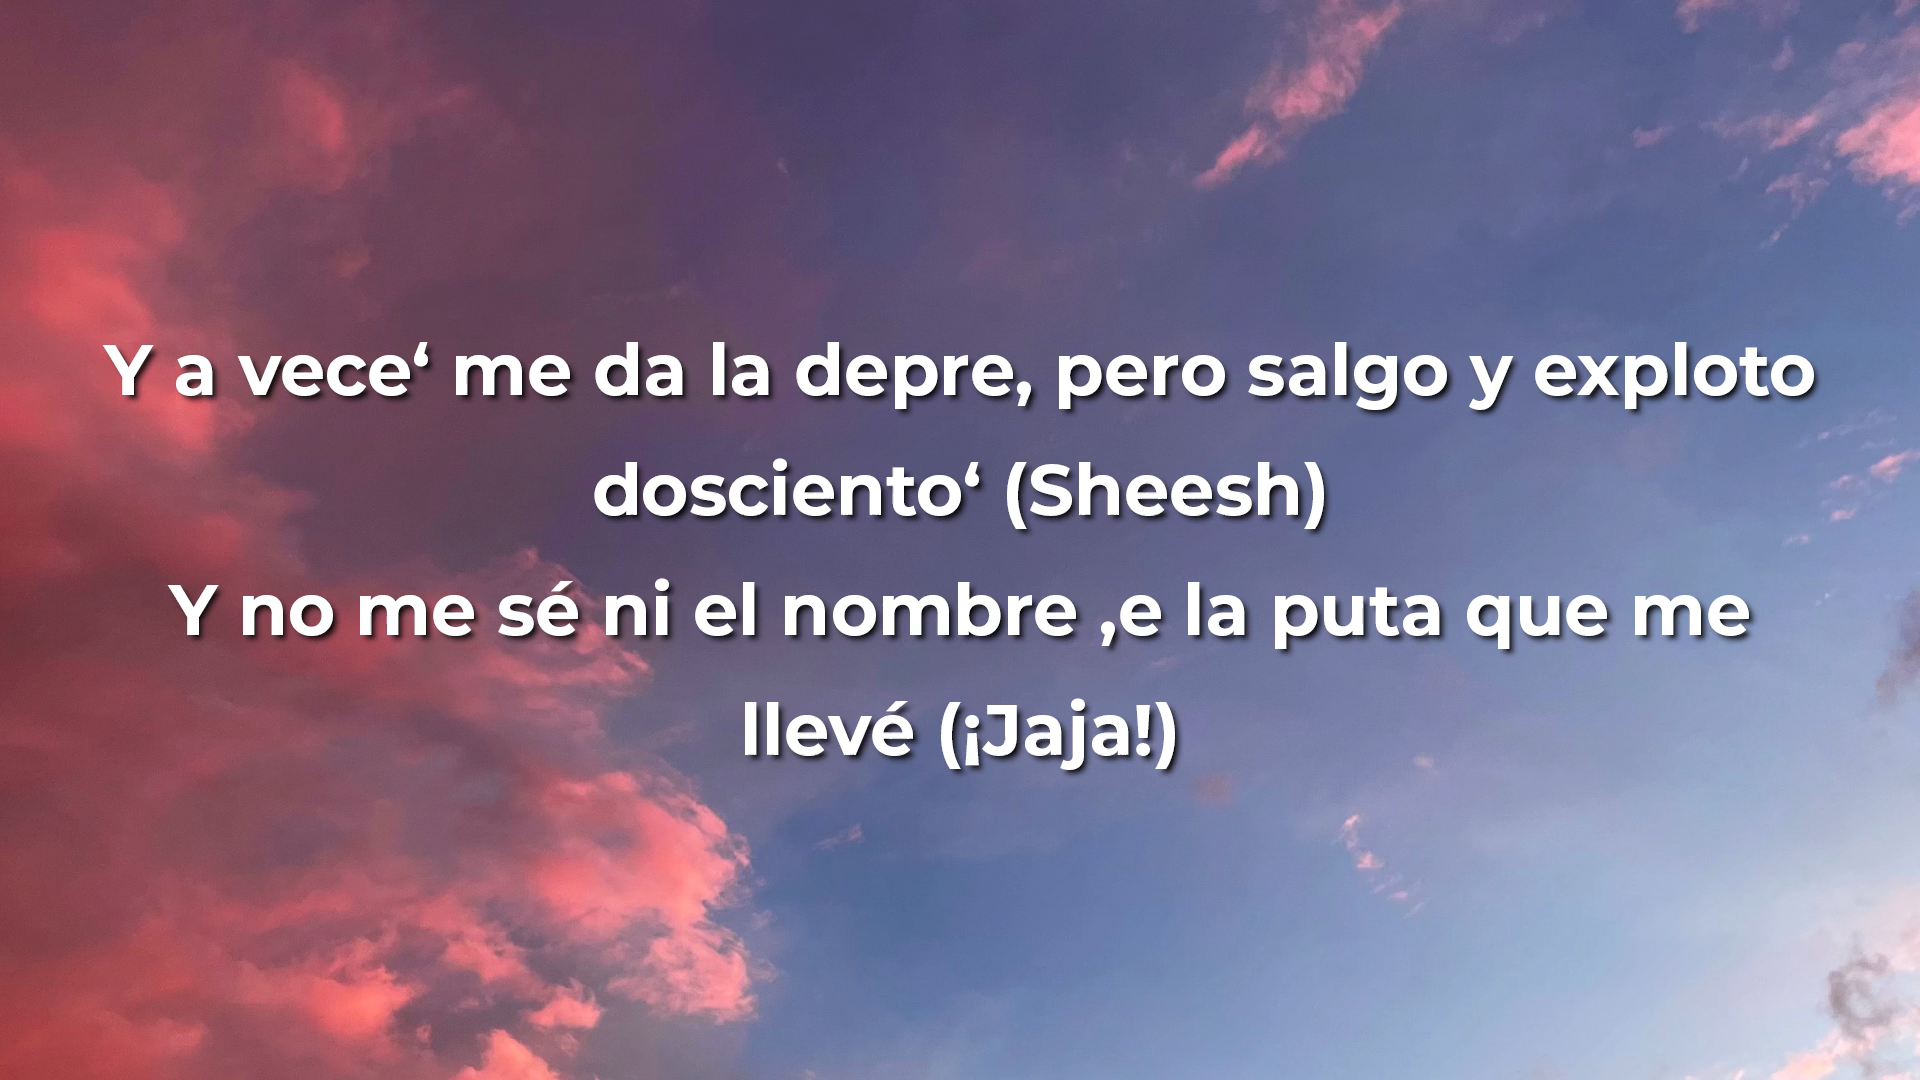 Y a vece‘ me da la depre, pero salgo y exploto
dosciento‘ (Sheesh)
Y no me sé ni el nombre ,e la puta que me
llevé (¡Jaja!)